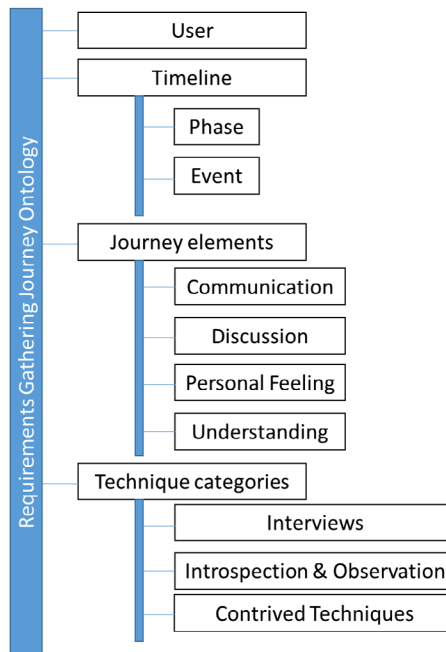 Requirements Gathering Journey Ontology
User
Timeline
Phase
Event
Journey elements
Communication
Discussion
Personal Feeling
Understanding
Technique categories
Interviews
Introspection & Observation
Contrived Techniques